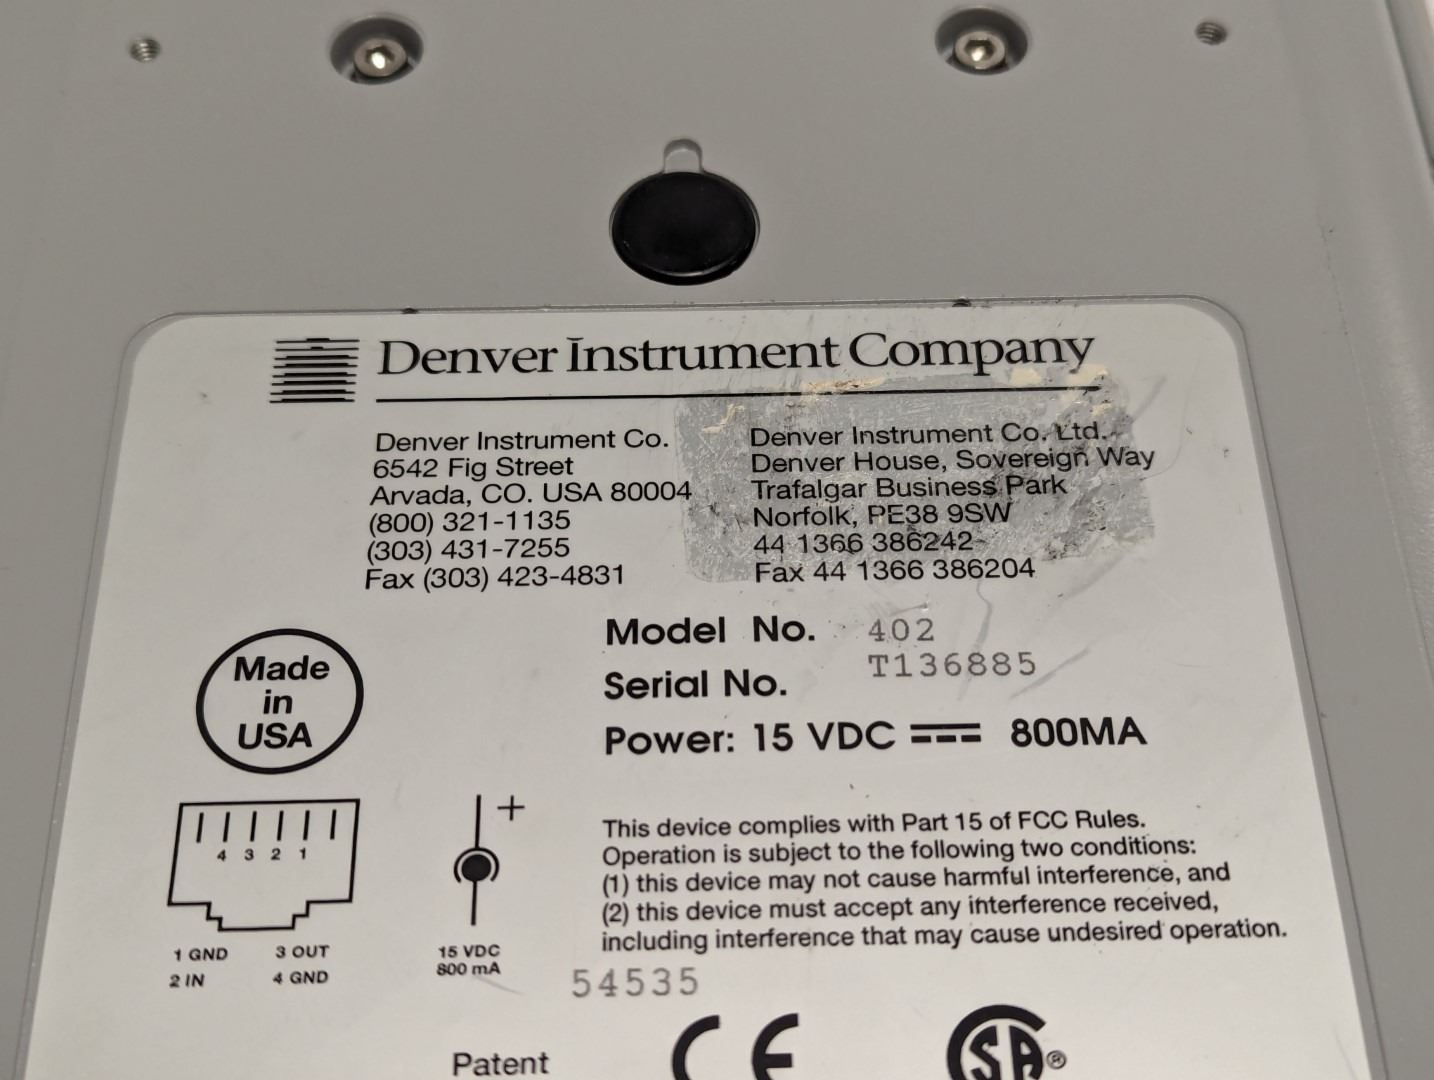 Denver Instrument Company
Denver Instrument Co.
6542 Fig Street
Arvada, CO. USA 80004
(800) 321-1135
(303) 431-7255
Fax (303) 423-4831
Denver Instrument Co. Ltd.
Denver House, Sovereign Way
Trafalgar Business Park
Norfolk, PE38 9SW
44 1366 386242
Fax 44 1366 386204
Model No. 402
Serial No. T136885
Power: 15 VDC ⎓ 800MA
Made
in
USA
4 3 2 1
1 GND 3 OUT
2 IN 4 GND
+
15 VDC
800 mA
This device complies with Part 15 of FCC Rules.
Operation is subject to the following two conditions:
(1) this device may not cause harmful interference, and
(2) this device must accept any interference received,
including interference that may cause undesired operation.
54535
Patent
CE
SA®